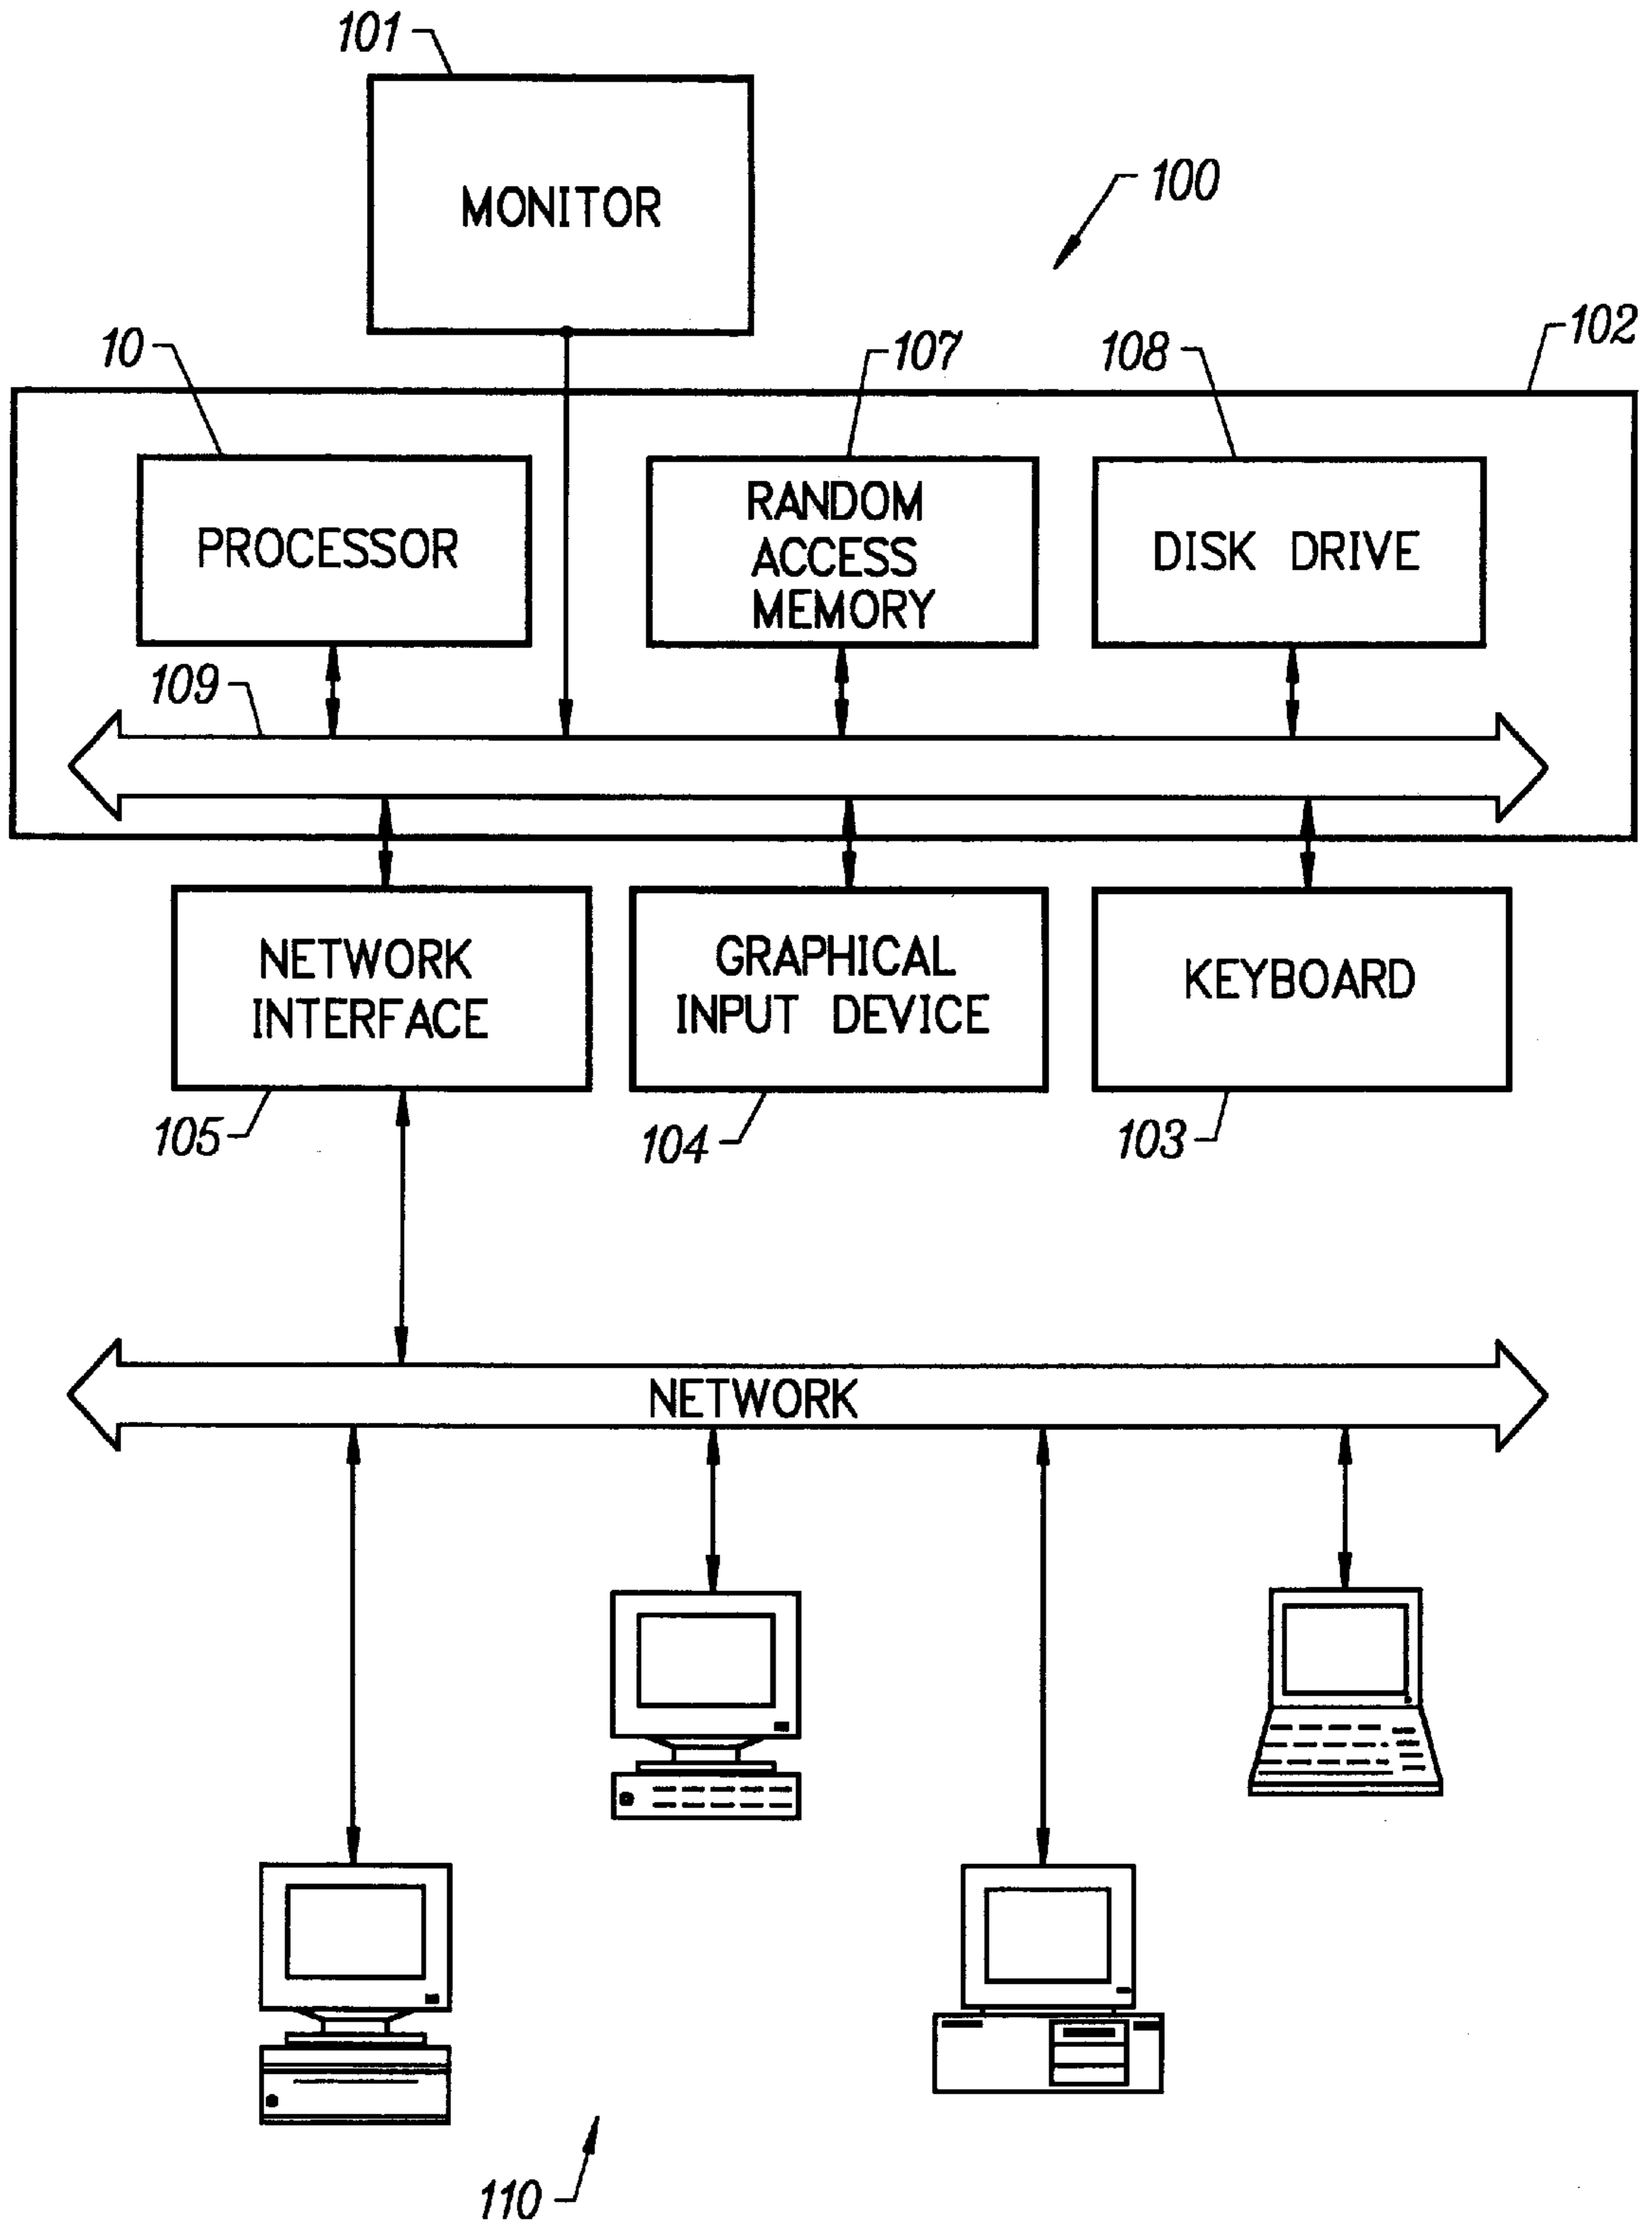 101
MONITOR
100
102
10
107
108
PROCESSOR
RANDOM
ACCESS
MEMORY
DISK DRIVE
109
NETWORK
INTERFACE
GRAPHICAL
INPUT DEVICE
KEYBOARD
105
104
103
NETWORK
110